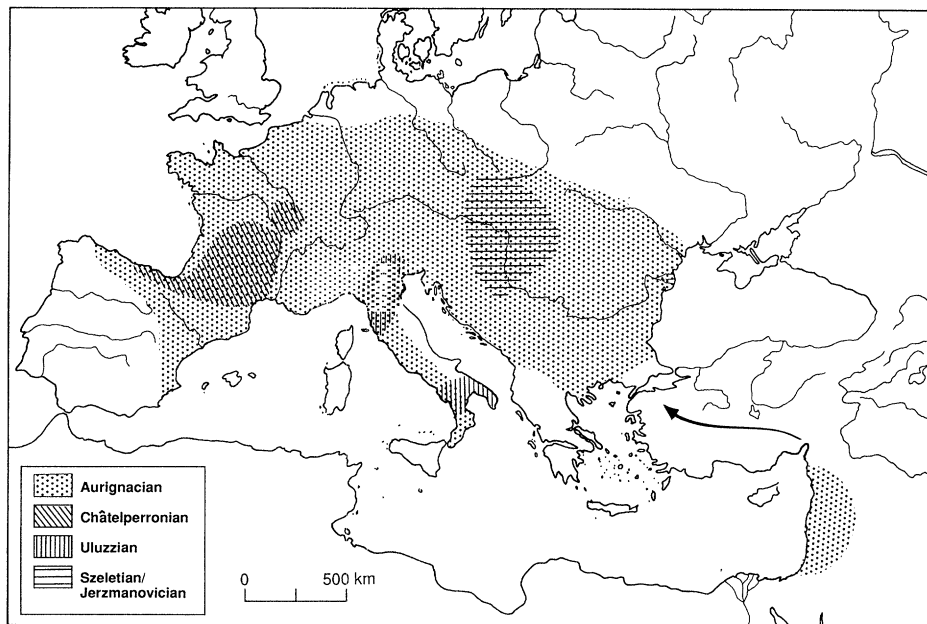 Aurignacian
Châtelperronian
Uluzzian
Szeletian/
Jerzmanovician
0 500 km